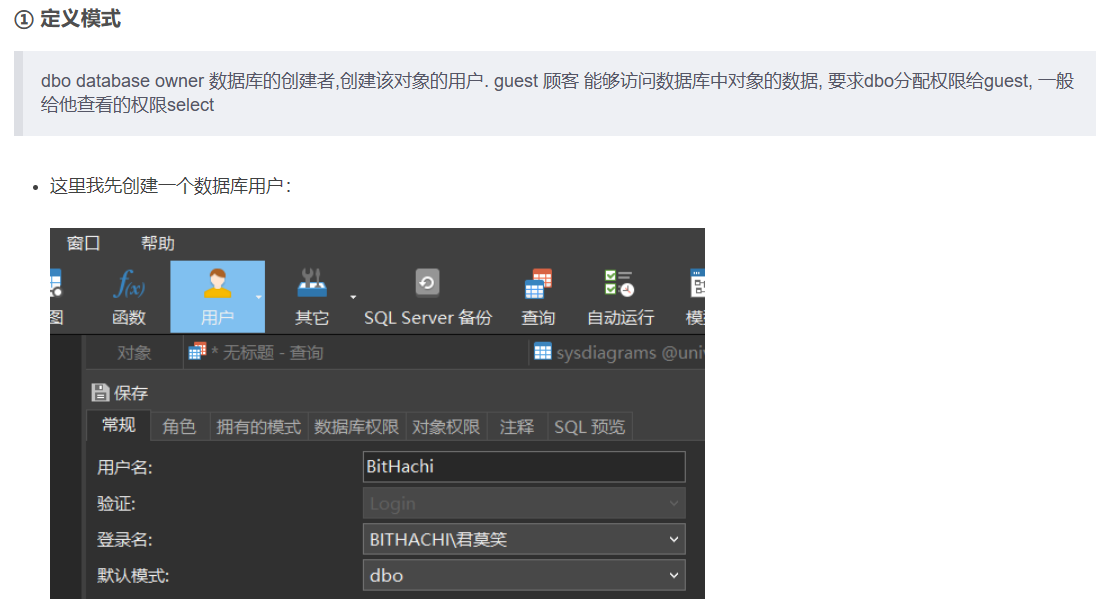 ① 定义模式
dbo database owner 数据库的创建者,创建该对象的用户. guest 顾客 能够访问数据库中对象的数据, 要求dbo分配权限给guest, 一般
给他查看的权限select
这里我先创建一个数据库用户：
窗口 帮助
图 函数 用户 其它 SQL Server 备份 查询 自动运行 模
对象 * 无标题 - 查询 sysdiagrams @uni
保存
常规 角色 拥有的模式 数据库权限 对象权限 注释 SQL 预览
用户名: BitHachi
验证: Login
登录名: BITHACHI\君莫笑
默认模式: dbo